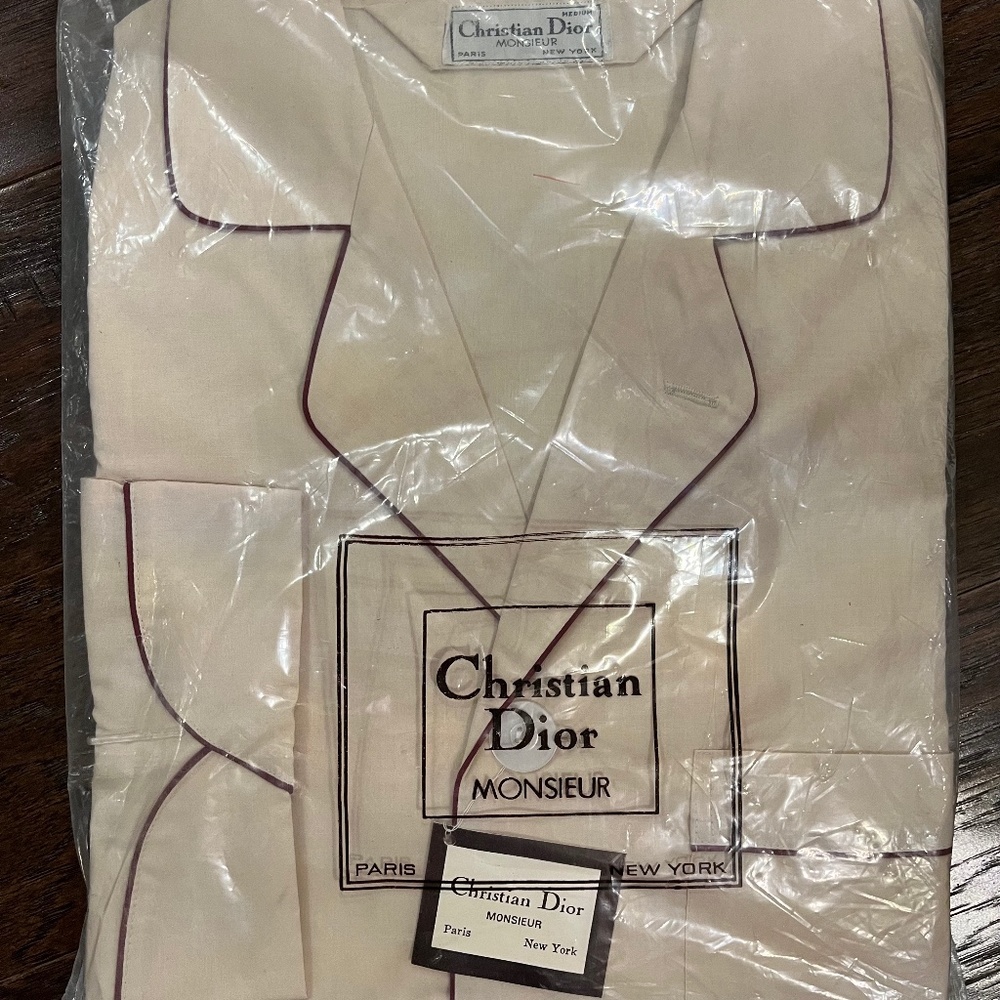 MEDIUM
Christian Dior
MONSIEUR
PARIS NEW YORK
Christian
Dior
MONSIEUR
PARIS NEW YORK
Christian Dior
MONSIEUR
Paris New York